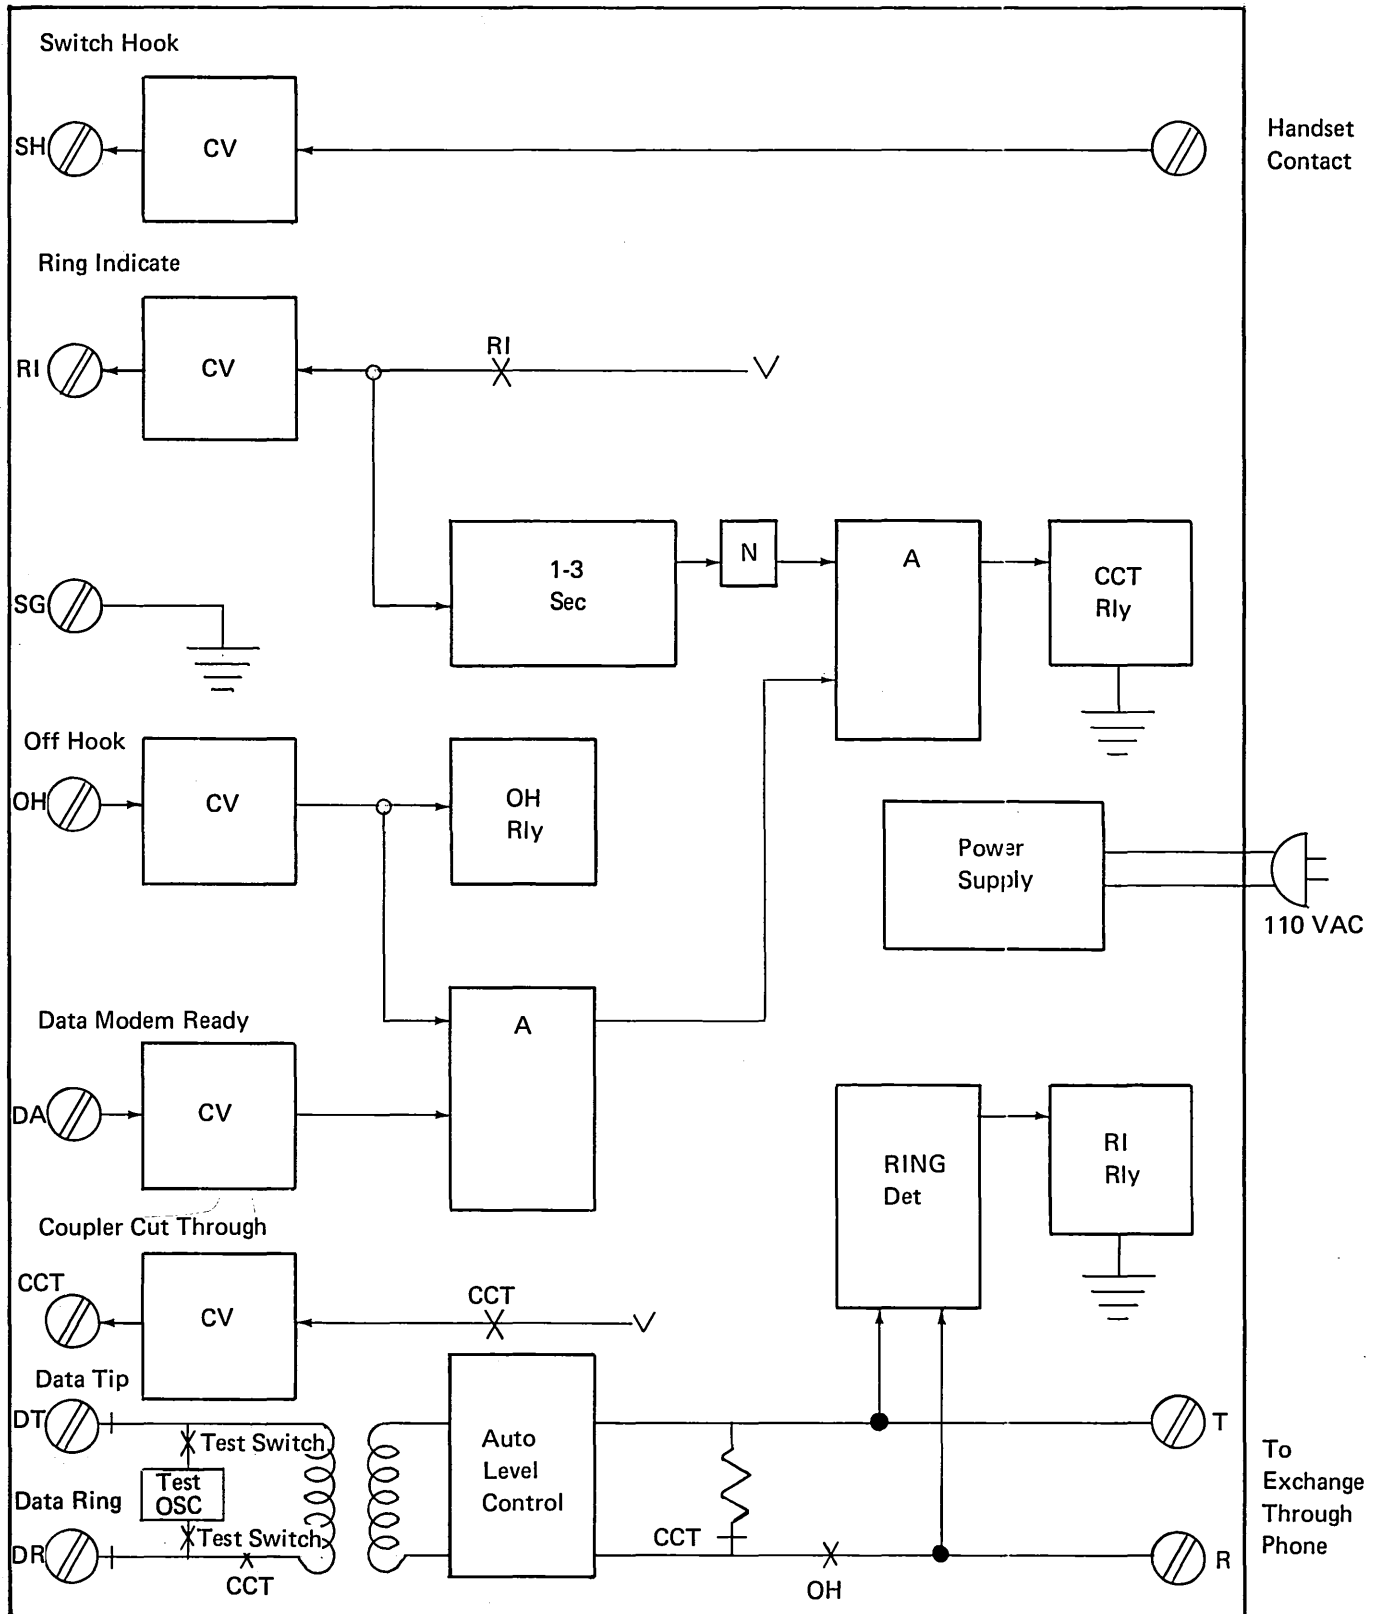 Switch Hook
SH
CV
Handset
Contact
Ring Indicate
RI
CV
RI
V
1-3
Sec
N
A
CCT
Rly
SG
Off Hook
OH
CV
OH
Rly
Power
Supply
110 VAC
Data Modem Ready
DA
CV
A
RING
Det
RI
Rly
Coupler Cut Through
CCT
CV
CCT
V
Data Tip
DT
Test Switch
Test
OSC
Data Ring
Test Switch
DR
CCT
Auto
Level
Control
CCT
OH
T
R
To
Exchange
Through
Phone